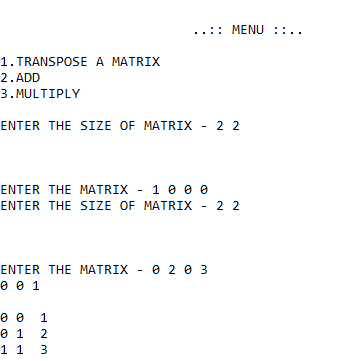 ..:: MENU ::..
1.TRANSPOSE A MATRIX
2.ADD
3.MULTIPLY
ENTER THE SIZE OF MATRIX - 2 2
ENTER THE MATRIX - 1 0 0 0
ENTER THE SIZE OF MATRIX - 2 2
ENTER THE MATRIX - 0 2 0 3
0 0 1
0 0  1
0 1  2
1 1  3